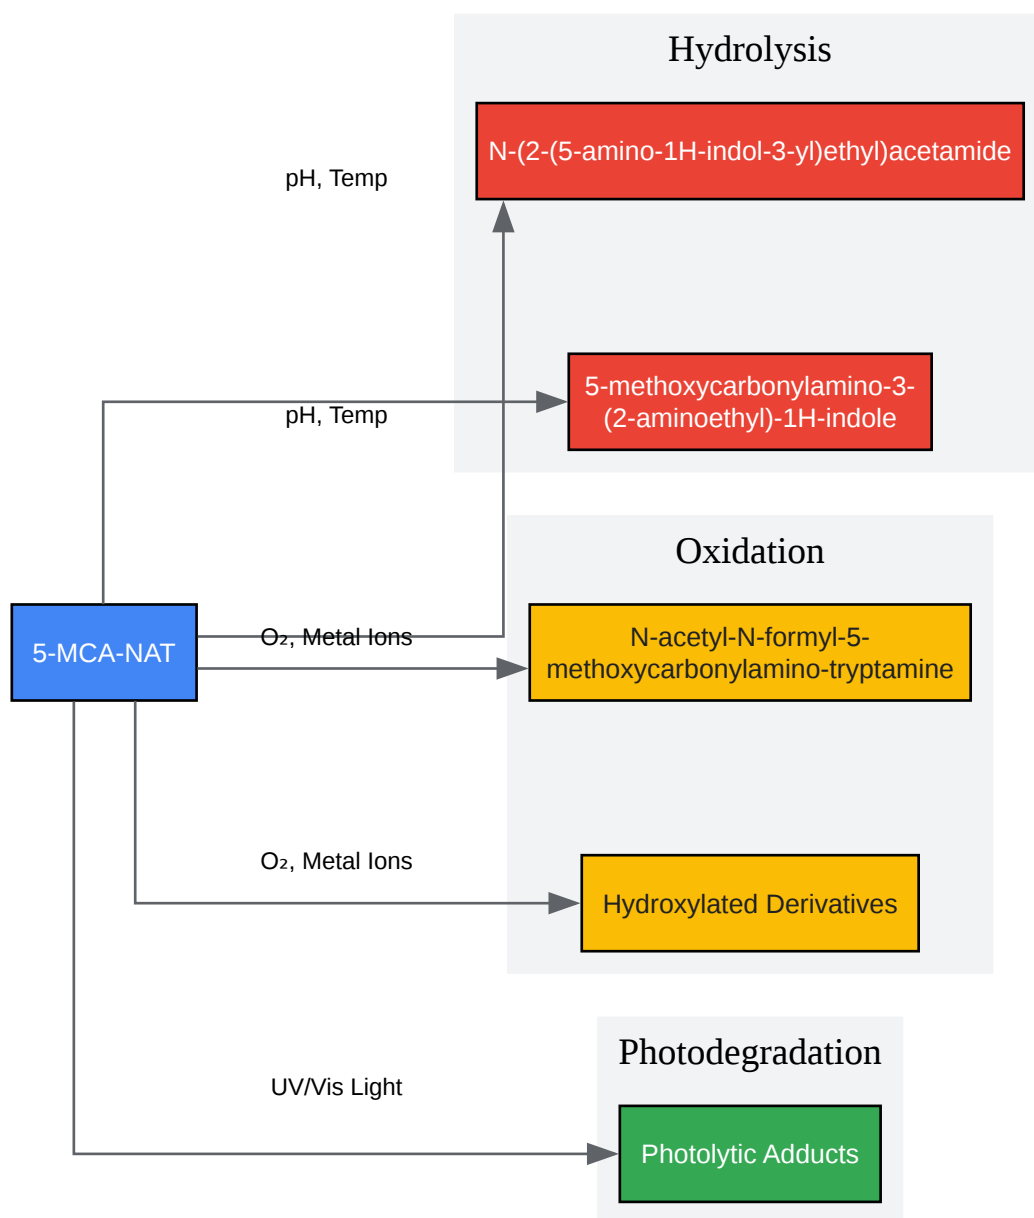 Hydrolysis
N-(2-(5-amino-1H-indol-3-yl)ethyl)acetamide
pH, Temp
5-methoxycarbonylamino-3-
(2-aminoethyl)-1H-indole
pH, Temp
Oxidation
5-MCA-NAT
O₂, Metal Ions
N-acetyl-N-formyl-5-
methoxycarbonylamino-tryptamine
O₂, Metal Ions
Hydroxylated Derivatives
Photodegradation
UV/Vis Light
Photolytic Adducts